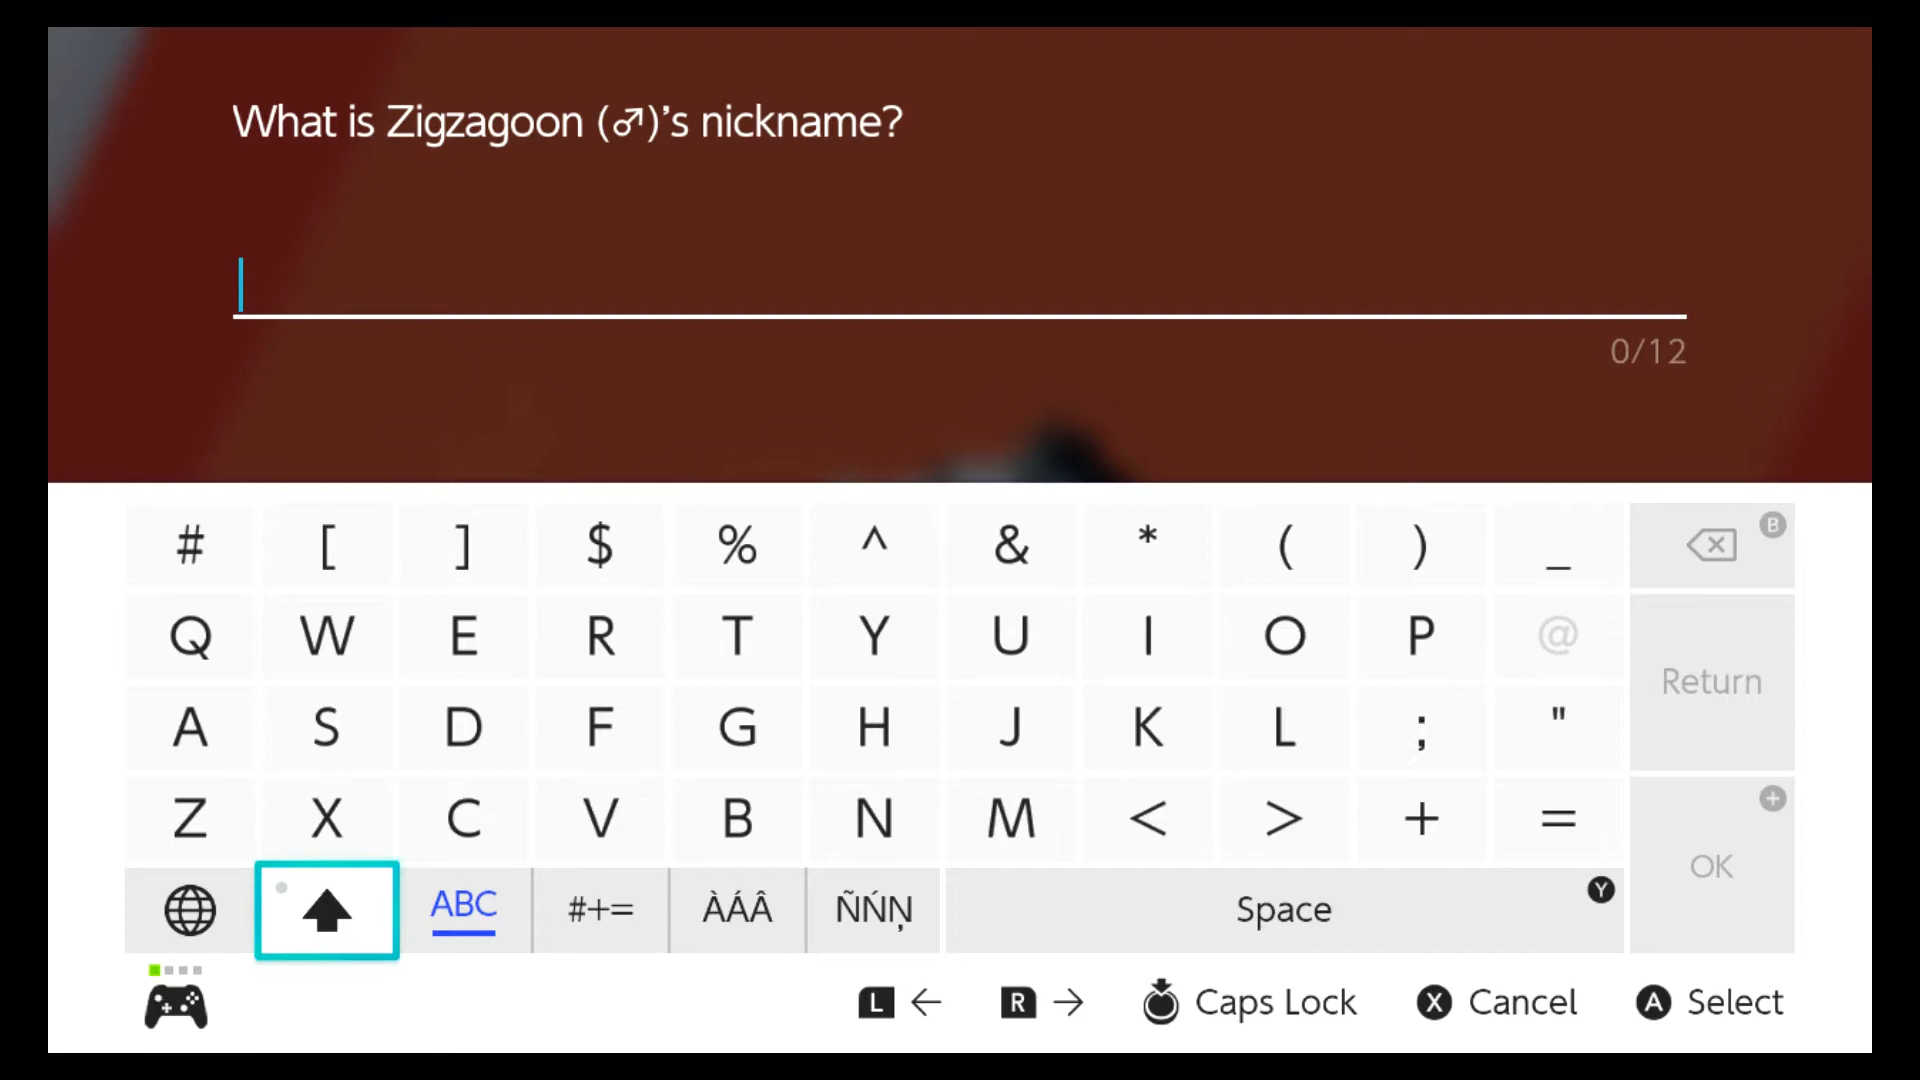 What is Zigzagoon (♂)'s nickname?
0/12
# [ ] $ % ^ & * ( ) _ B
Q W E R T Y U I O P @
Return
A S D F G H J K L ; "
Z X C V B N M < > + = +
OK
ABC #+= ÀÁÂ ÑŃŅ Space Y
L ← R → Caps Lock X Cancel A Select